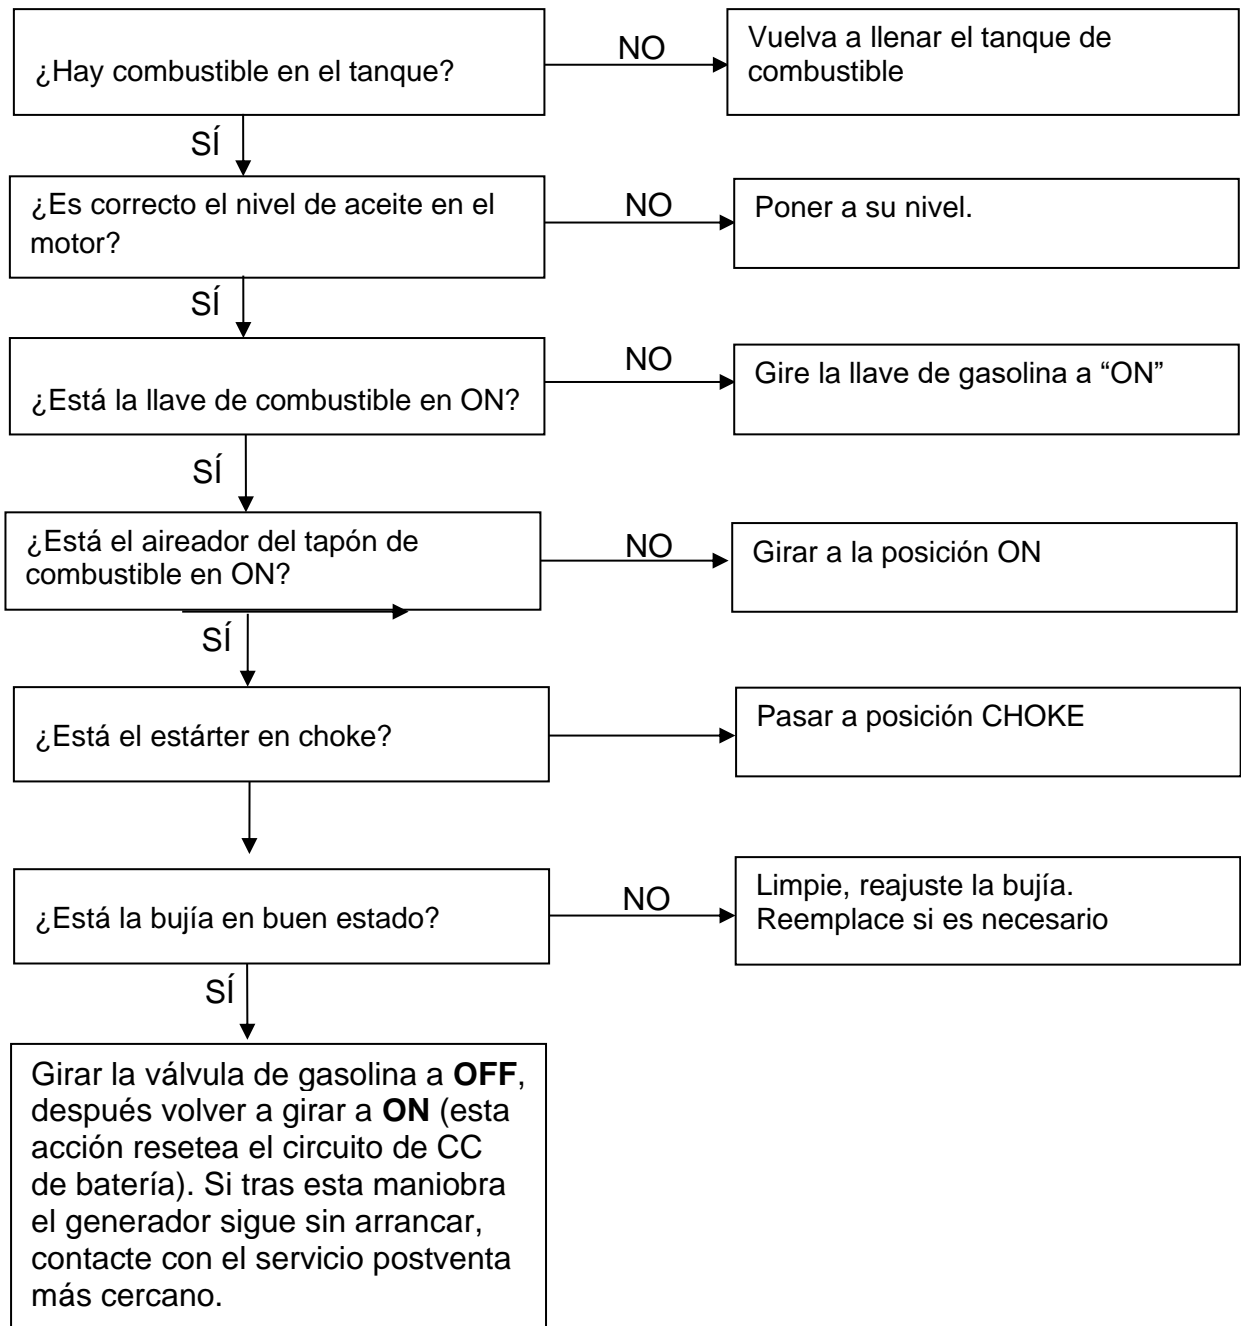 ¿Hay combustible en el tanque?
NO
Vuelva a llenar el tanque de
combustible
SÍ
¿Es correcto el nivel de aceite en el
motor?
NO
Poner a su nivel.
SÍ
¿Está la llave de combustible en ON?
NO
Gire la llave de gasolina a “ON”
SÍ
¿Está el aireador del tapón de
combustible en ON?
NO
Girar a la posición ON
SÍ
¿Está el estárter en choke?
Pasar a posición CHOKE
¿Está la bujía en buen estado?
NO
Limpie, reajuste la bujía.
Reemplace si es necesario
SÍ
Girar la válvula de gasolina a OFF,
después volver a girar a ON (esta
acción resetea el circuito de CC
de batería). Si tras esta maniobra
el generador sigue sin arrancar,
contacte con el servicio postventa
más cercano.